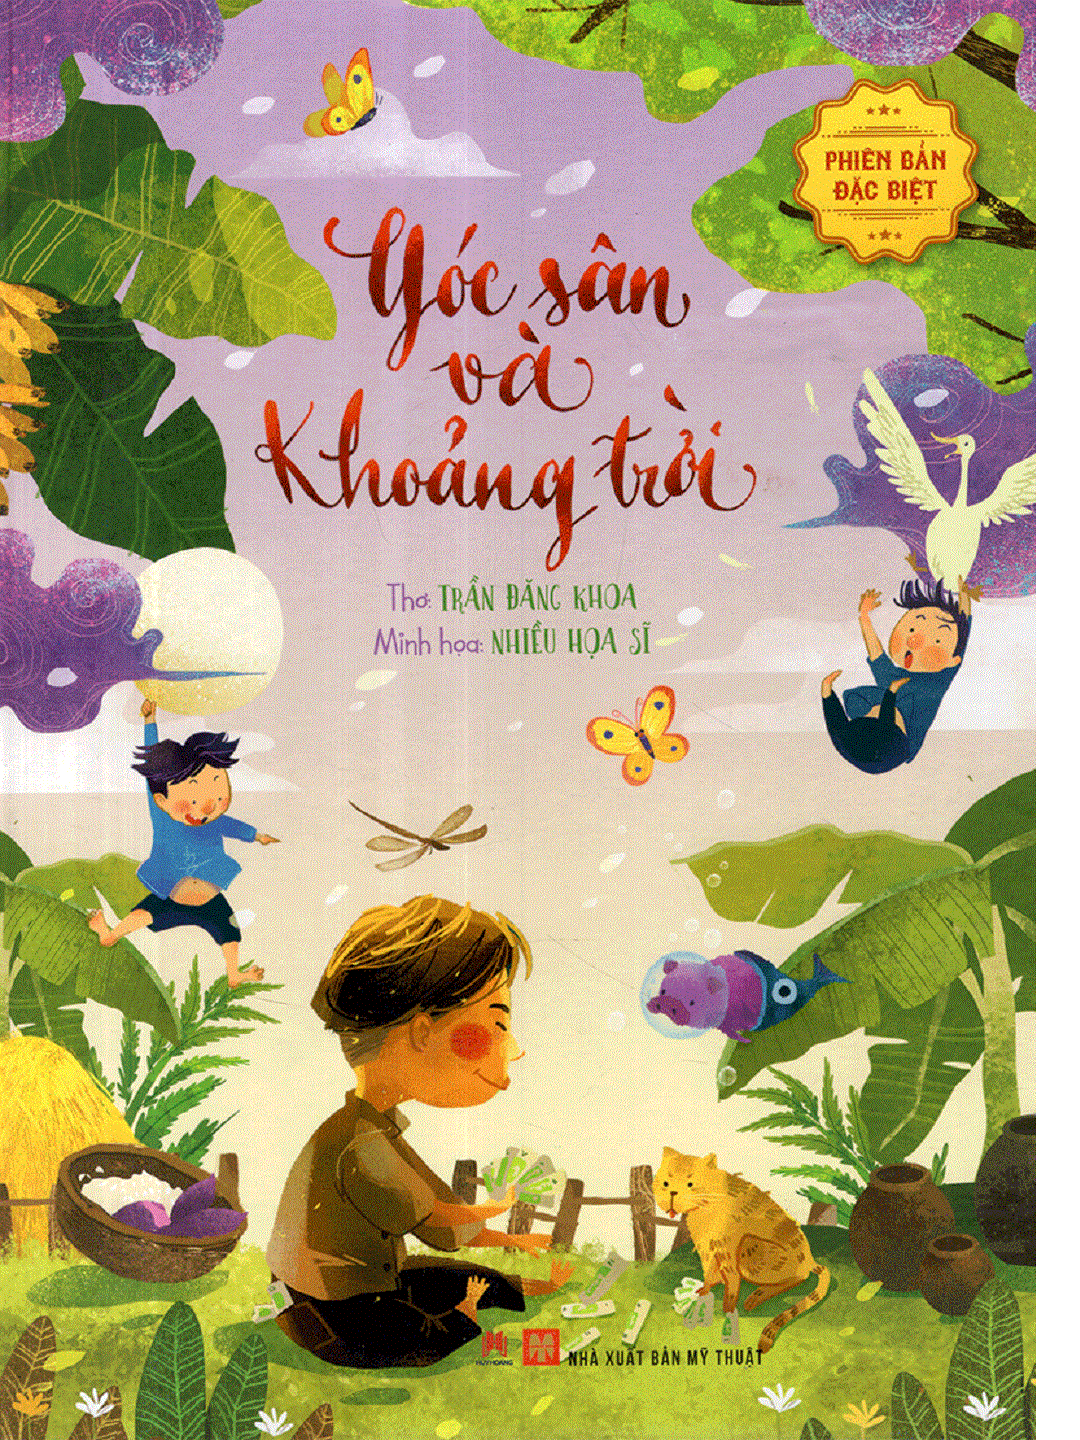 PHIÊN BẢN
ĐẶC BIỆT
Góc sân
và
Khoảng trời
Thơ: TRẦN ĐĂNG KHOA
Minh họa: NHIỀU HỌA SĨ
HUYHOANG
NHÀ XUẤT BẢN MỸ THUẬT